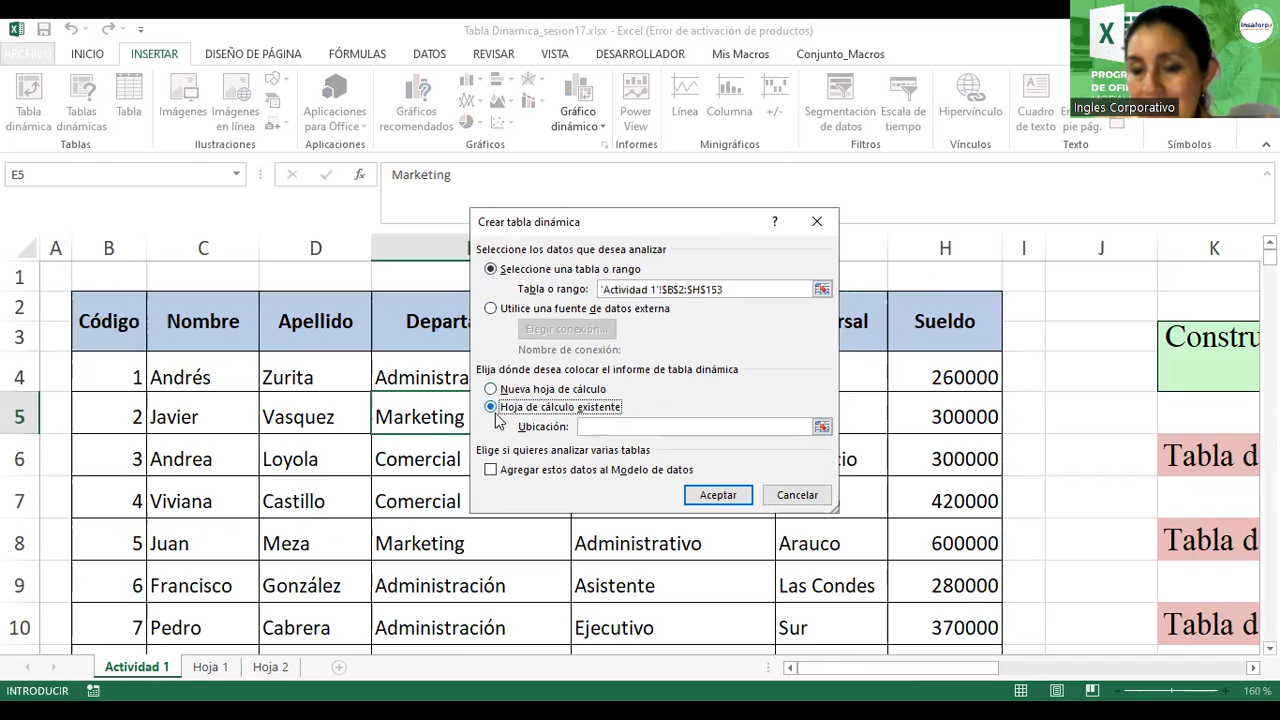 Tabla Dinamica_sesion17.xlsx - Excel (Error de activación de productos)
ARCHIVO INICIO INSERTAR DISEÑO DE PÁGINA FÓRMULAS DATOS REVISAR VISTA DESARROLLADOR Mis Macros Conjunto_Macros
Tabla dinámica
Tablas dinámicas
Tabla
Imágenes
Imágenes en línea
Aplicaciones para Office
Gráficos recomendados
Gráfico dinámico
Power View
Línea
Columna
+/-
Segmentación de datos
Escala de tiempo
Hipervínculo
Cuadro de texto
pie pág.
Tablas Ilustraciones Aplicaciones Gráficos Informes Minigráficos Filtros Vínculos Texto Símbolos
Insaforp
PROGR
DE OFI
Ingles Corporativo
E5 fx Marketing
Crear tabla dinámica ?
Seleccione los datos que desea analizar
Seleccione una tabla o rango
Tabla o rango: 'Actividad 1'!$B$2:$H$153
Utilice una fuente de datos externa
Elegir conexión...
Nombre de conexión:
Elija dónde desea colocar el informe de tabla dinámica
Nueva hoja de cálculo
Hoja de cálculo existente
Ubicación:
Elige si quieres analizar varias tablas
Agregar estos datos al Modelo de datos
Aceptar Cancelar
A B C D H I J K
1
2
3
Código Nombre Apellido Departa rsal Sueldo
Constru
4 1 Andrés Zurita Administra 260000
5 2 Javier Vasquez Marketing 300000
6 3 Andrea Loyola Comercial cio 300000 Tabla d
7 4 Viviana Castillo Comercial 420000
8 5 Juan Meza Marketing Administrativo Arauco 600000 Tabla d
9 6 Francisco González Administración Asistente Las Condes 280000
10 7 Pedro Cabrera Administración Ejecutivo Sur 370000 Tabla d
Actividad 1 Hoja 1 Hoja 2
INTRODUCIR 160 %